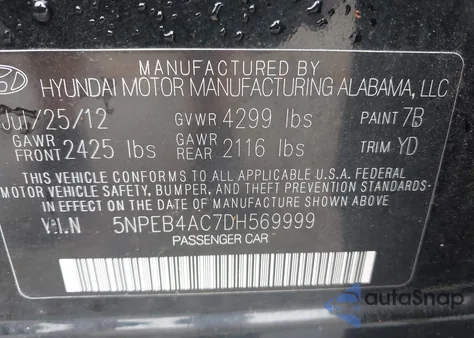 MANUFACTURED BY
HYUNDAI MOTOR MANUFACTURING ALABAMA, LLC
Jul/25/12 GVWR 4299 lbs PAINT 7B
GAWR FRONT 2425 lbs GAWR REAR 2116 lbs TRIM YD
THIS VEHICLE CONFORMS TO ALL APPLICABLE U.S.A. FEDERAL
MOTOR VEHICLE SAFETY, BUMPER, AND THEFT PREVENTION STANDARDS
IN EFFECT ON THE DATE OF MANUFACTURE SHOWN ABOVE
V.I.N 5NPEB4AC7DH569999
PASSENGER CAR
autoSnap